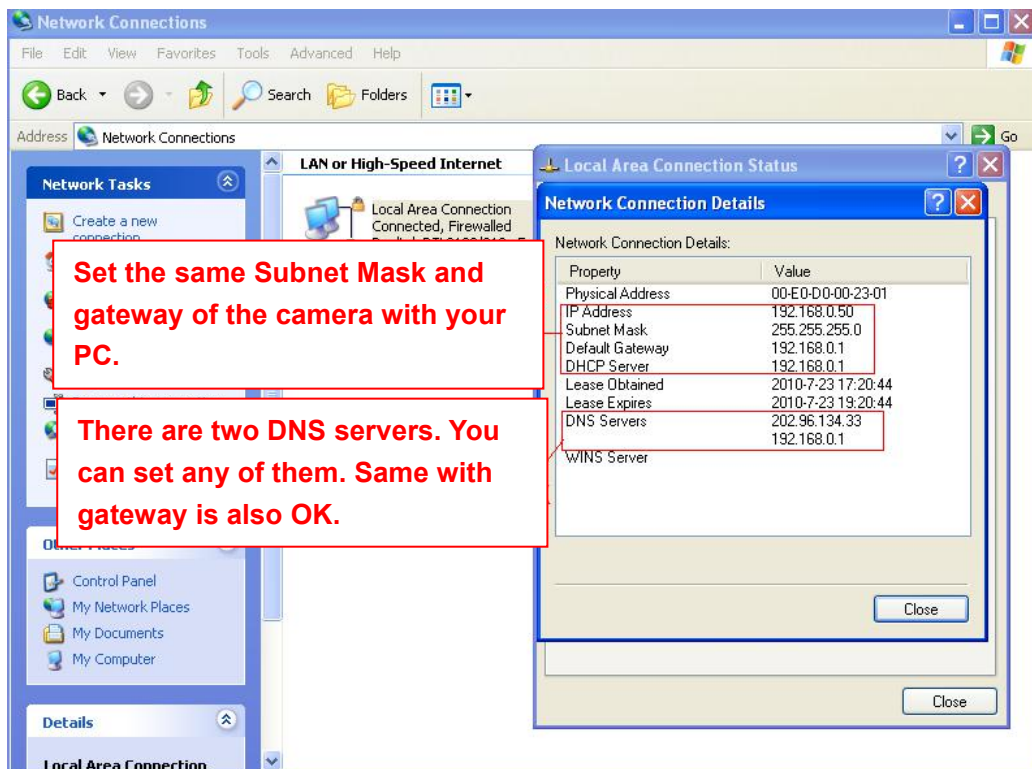 Network Connections
File Edit View Favorites Tools Advanced Help
Back Search Folders
Address Network Connections Go
Network Tasks
Create a new
connection
LAN or High-Speed Internet
Local Area Connection
Connected, Firewalled
Set the same Subnet Mask and
gateway of the camera with your
PC.
There are two DNS servers. You
can set any of them. Same with
gateway is also OK.
Other Places
Control Panel
My Network Places
My Documents
My Computer
Details
Local Area Connection
Local Area Connection Status
Network Connection Details
Network Connection Details:
Property Value
Physical Address 00-E0-D0-00-23-01
IP Address 192.168.0.50
Subnet Mask 255.255.255.0
Default Gateway 192.168.0.1
DHCP Server 192.168.0.1
Lease Obtained 2010-7-23 17:20:44
Lease Expires 2010-7-23 19:20:44
DNS Servers 202.96.134.33
192.168.0.1
WINS Server
Close
Close